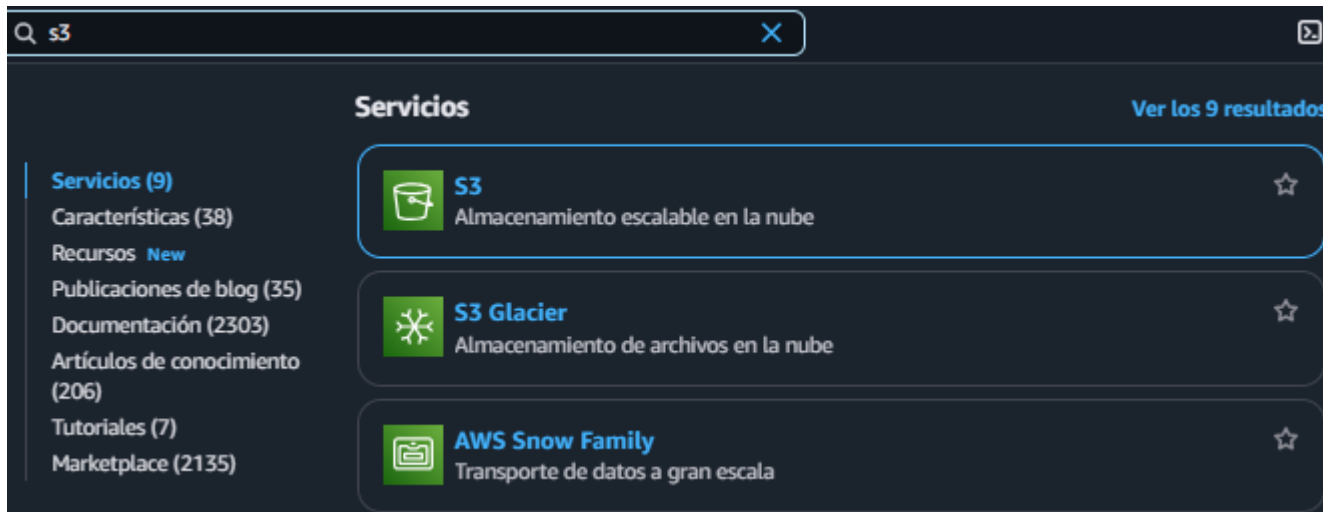 s3
Servicios
Ver los 9 resultados
Servicios (9)
Características (38)
Recursos New
Publicaciones de blog (35)
Documentación (2303)
Artículos de conocimiento
(206)
Tutoriales (7)
Marketplace (2135)
S3
Almacenamiento escalable en la nube
S3 Glacier
Almacenamiento de archivos en la nube
AWS Snow Family
Transporte de datos a gran escala